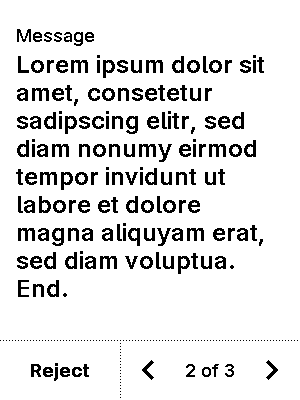 Message
Lorem ipsum dolor sit
amet, consetetur
sadipscing elitr, sed
diam nonumy eirmod
tempor invidunt ut
labore et dolore
magna aliquyam erat,
sed diam voluptua.
End.
Reject
2 of 3